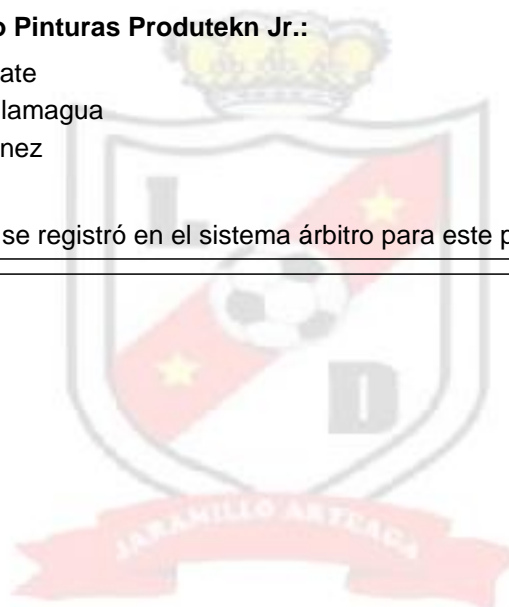 o Pinturas Produtekn Jr.:
ate
lamagua
nez
se registró en el sistema árbitro para este p
L
D
JARAMILLO ARTEAGA